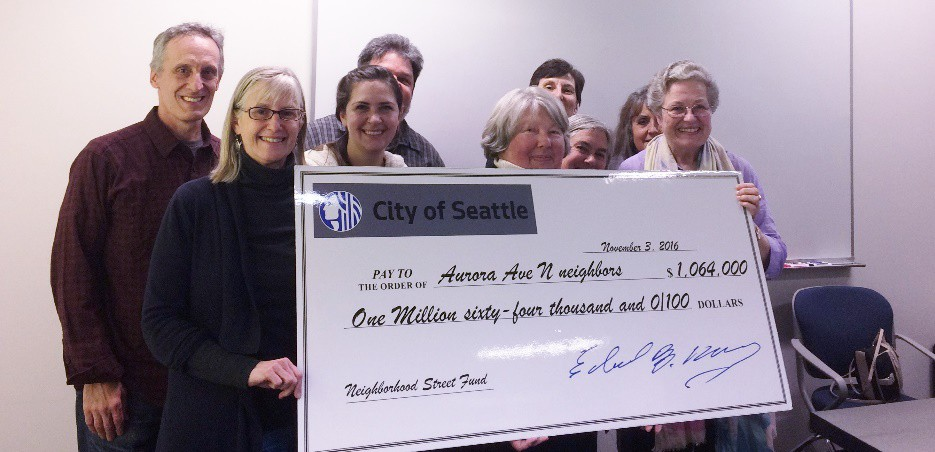 City of Seattle
November 3, 2016
PAY TO
THE ORDER OF Aurora Ave N neighbors $ 1,064,000
One Million sixty-four thousand and 0/100 DOLLARS
Neighborhood Street Fund